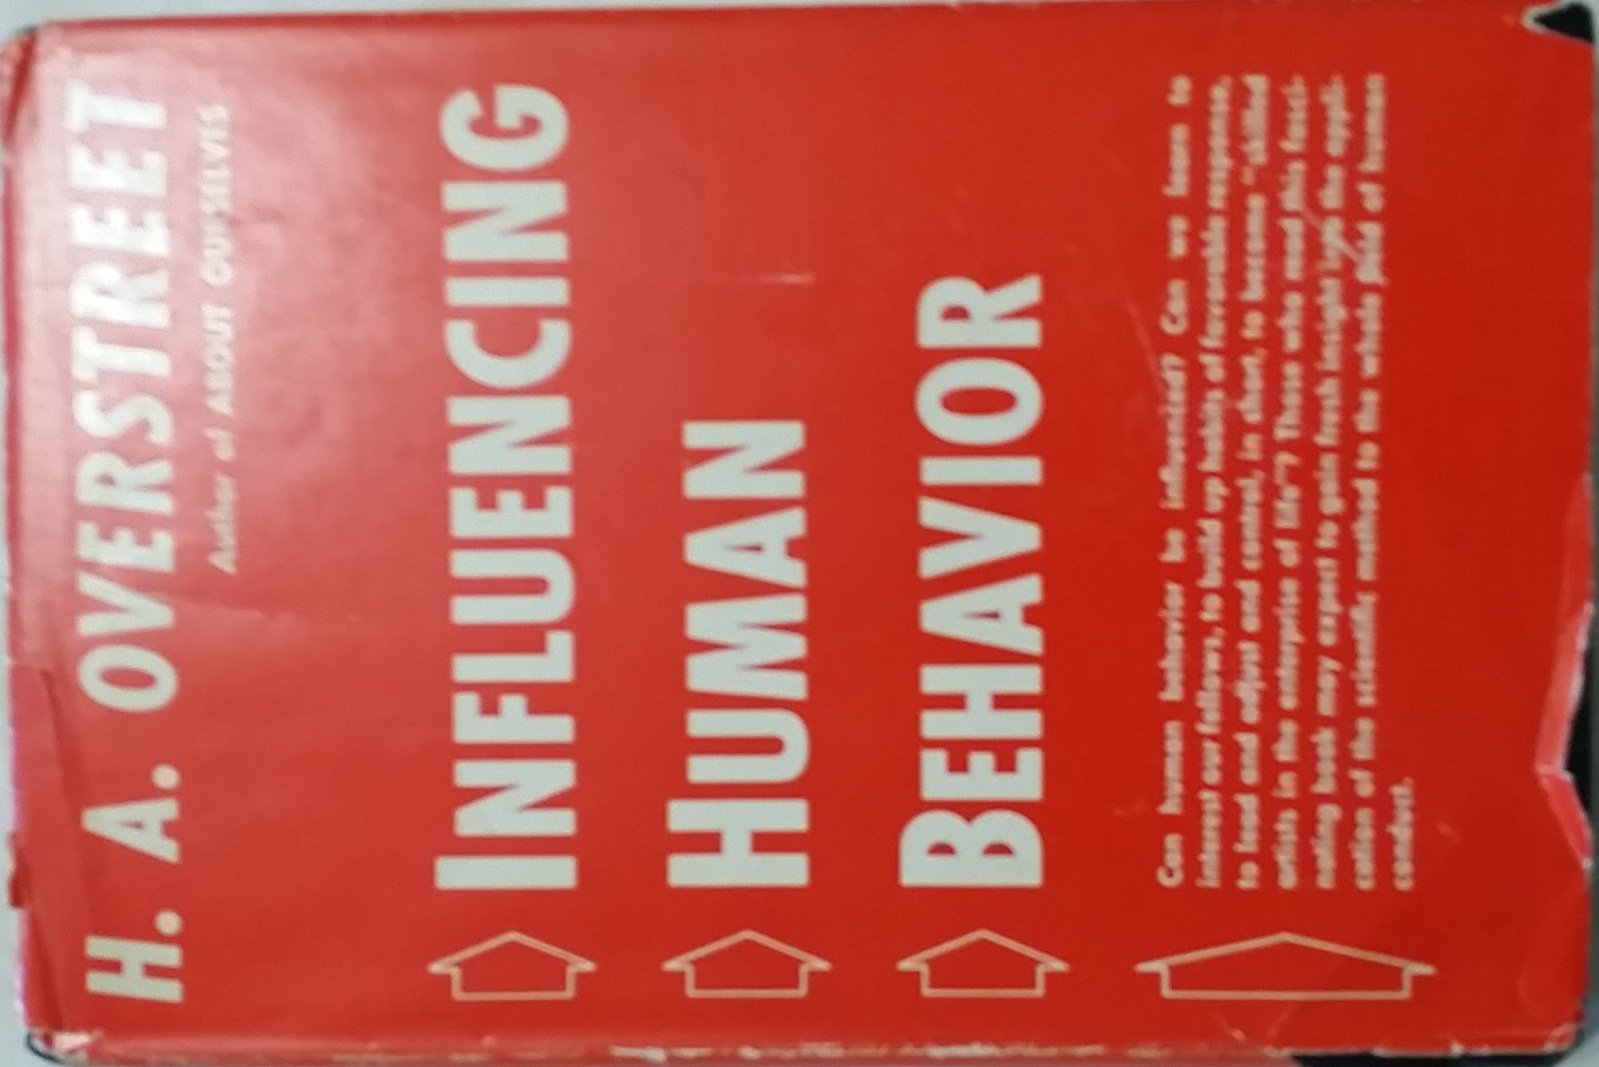 H. A. OVERSTREET
Author of ABOUT OURSELVES
INFLUENCING
HUMAN
BEHAVIOR
Can human behavior be influenced? Can we learn to
interest our fellows, to build up habits of favorable response,
to lead and adjust and control, in short, to become "skilled
artists in the enterprise of life"? Those who read this fasci-
nating book may expect to gain fresh insight into the appli-
cation of the scientific method to the whole field of human
conduct.